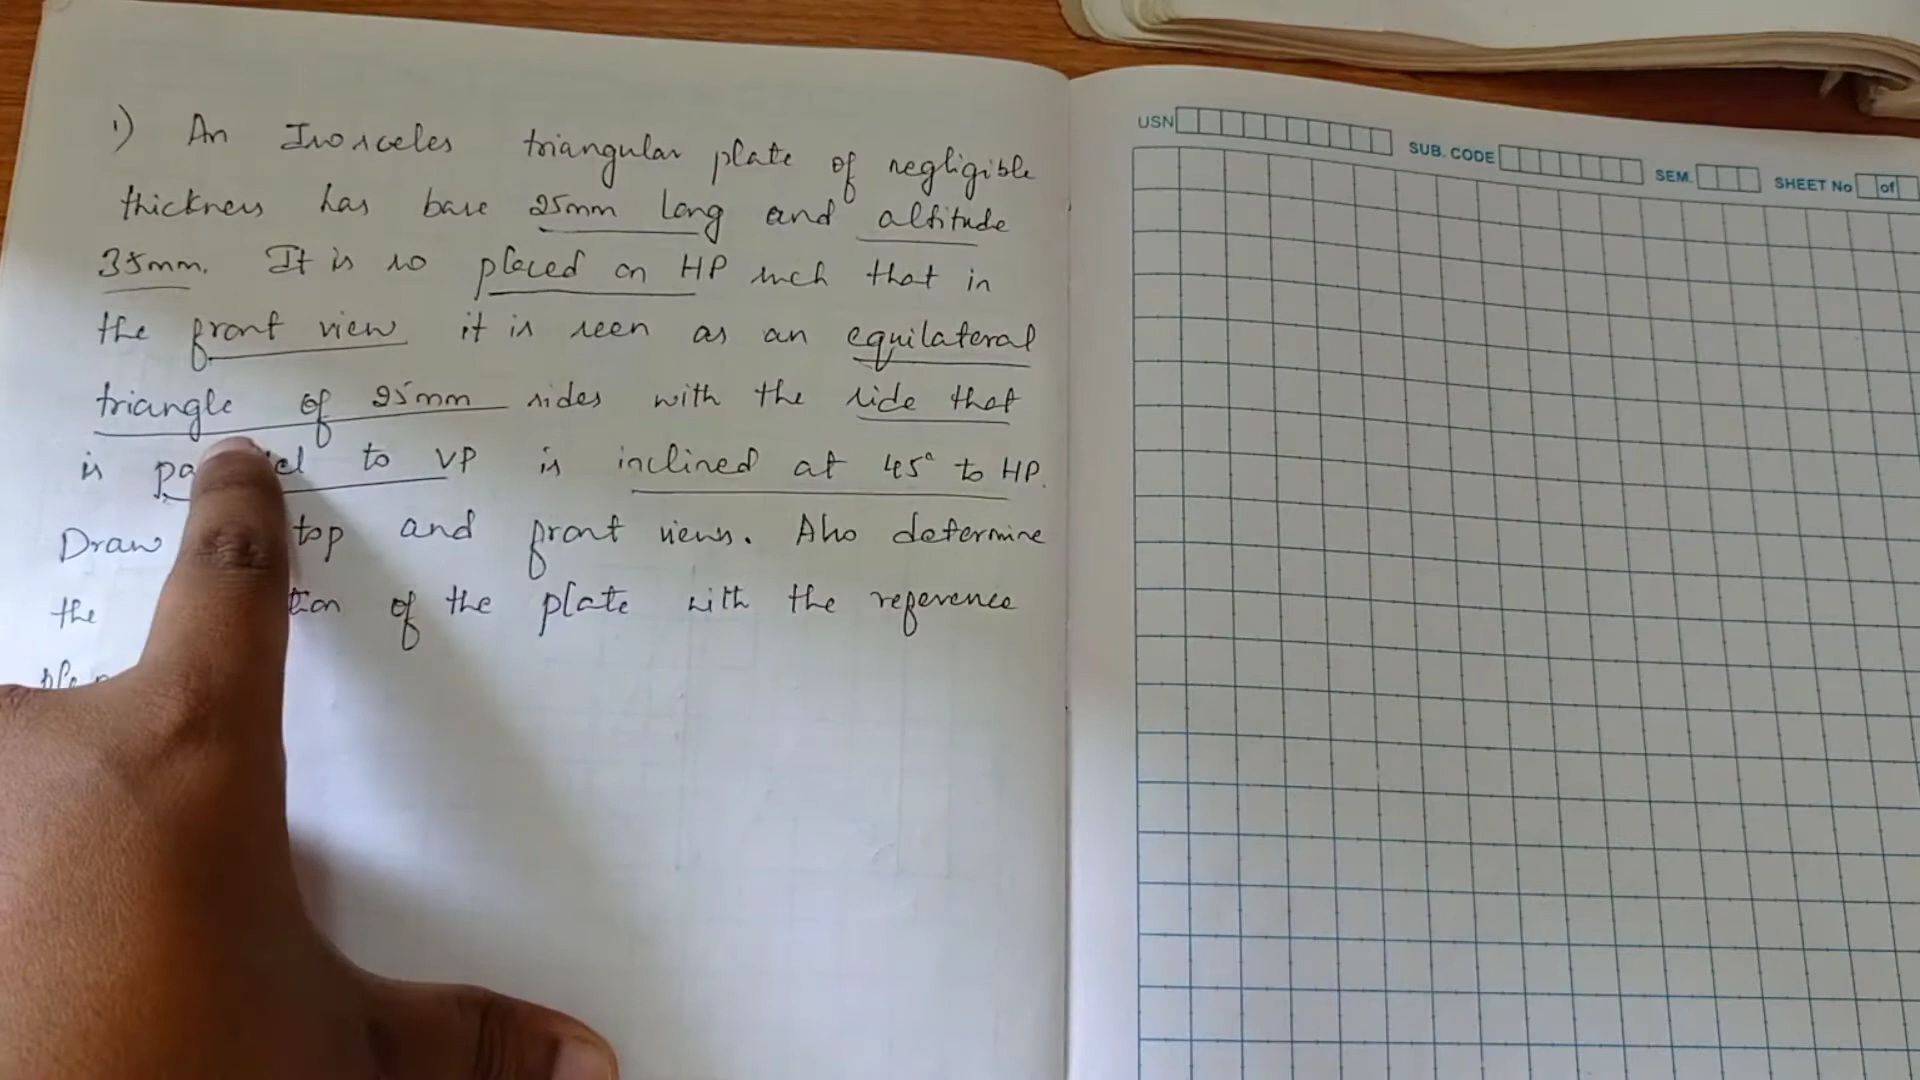 1) An Isosceles triangular plate of negligible
thickness has base 25mm long and altitude
35mm. It is so placed on HP such that in
the front view it is seen as an equilateral
triangle of 25mm sides with the side that
is to VP is inclined at 45° to HP.
Draw top and front views. Also determine
the of the plate with the reference
USN
SUB. CODE
SEM.
SHEET No of